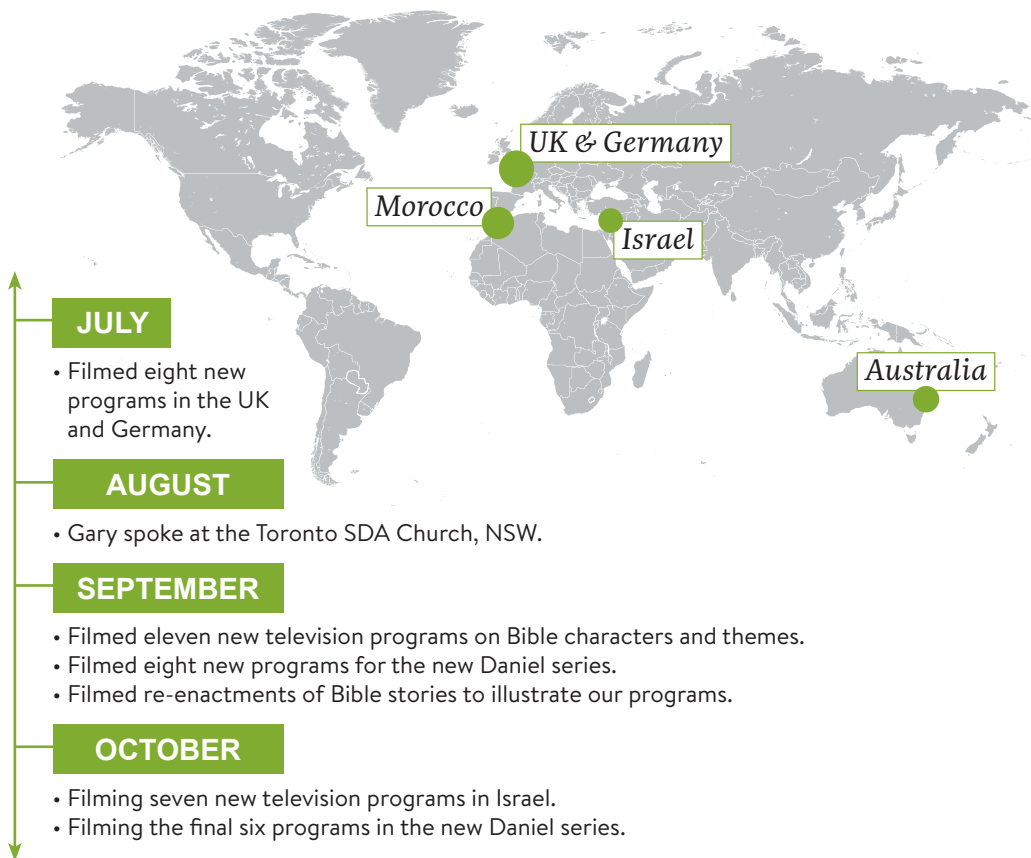 UK & Germany
Morocco
Israel
Australia
JULY
• Filmed eight new
programs in the UK
and Germany.
AUGUST
• Gary spoke at the Toronto SDA Church, NSW.
SEPTEMBER
• Filmed eleven new television programs on Bible characters and themes.
• Filmed eight new programs for the new Daniel series.
• Filmed re-enactments of Bible stories to illustrate our programs.
OCTOBER
• Filming seven new television programs in Israel.
• Filming the final six programs in the new Daniel series.